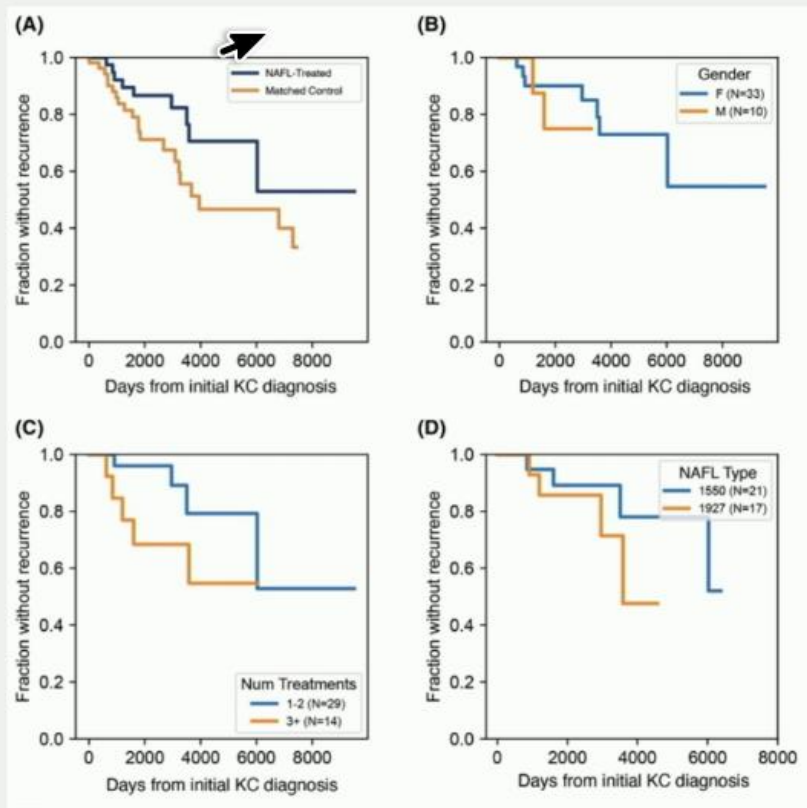 (A)
1.0
0.8
0.6
0.4
0.2
0.0
Fraction without recurrence
NAFL-Treated
Matched Control
0 2000 4000 6000 8000
Days from initial KC diagnosis
(B)
1.0
0.8
0.6
0.4
0.2
0.0
Fraction without recurrence
Gender
F (N=33)
M (N=10)
0 2000 4000 6000 8000
Days from initial KC diagnosis
(C)
1.0
0.8
0.6
0.4
0.2
0.0
Fraction without recurrence
Num Treatments
1-2 (N=29)
3+ (N=14)
0 2000 4000 6000 8000
Days from initial KC diagnosis
(D)
1.0
0.8
0.6
0.4
0.2
0.0
Fraction without recurrence
NAFL Type
1550 (N=21)
1927 (N=17)
0 2000 4000 6000 8000
Days from initial KC diagnosis